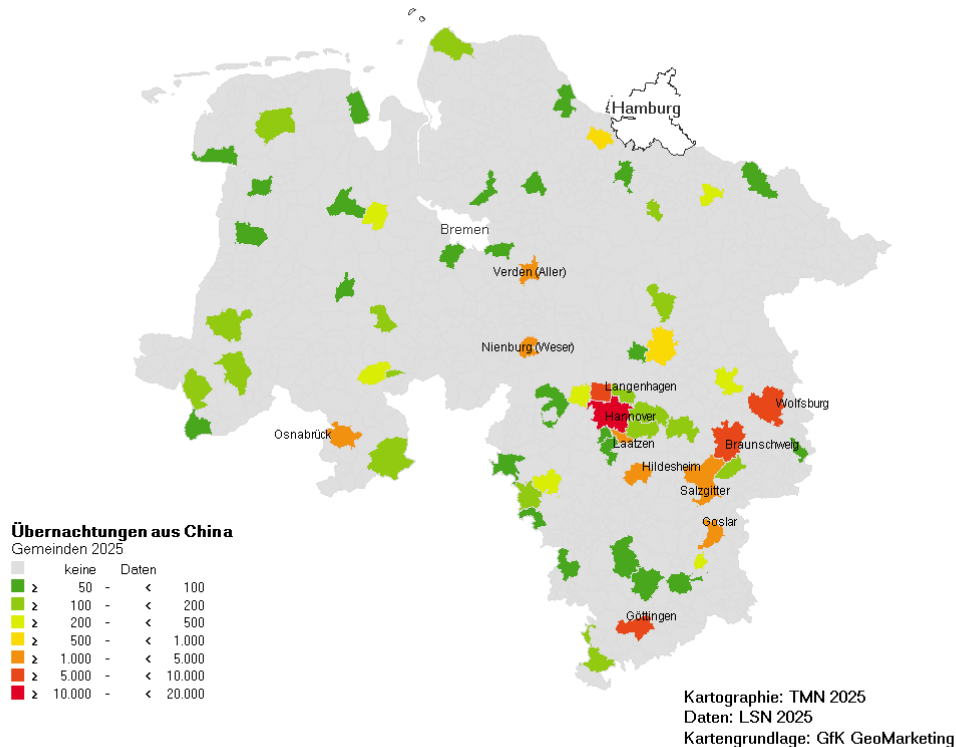 Hamburg
Bremen
Verden (Aller)
Nienburg (Weser)
Langenhagen
Wolfsburg
Hannover
Osnabrück
Laatzen
Braunschweig
Hildesheim
Salzgitter
Goslar
Göttingen
Übernachtungen aus China
Gemeinden 2025
keine Daten
≥ 50 - < 100
≥ 100 - < 200
≥ 200 - < 500
≥ 500 - < 1.000
≥ 1.000 - < 5.000
≥ 5.000 - < 10.000
≥ 10.000 - < 20.000
Kartographie: TMN 2025
Daten: LSN 2025
Kartengrundlage: GfK GeoMarketing